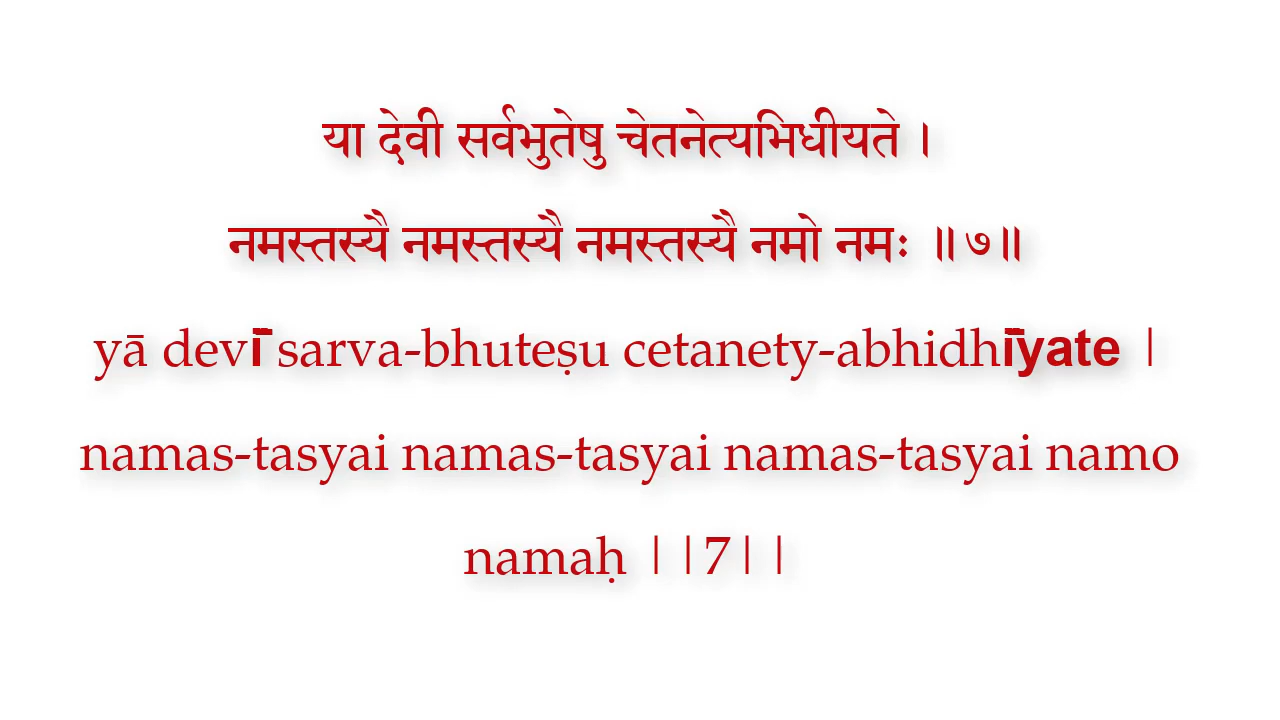 या देवी सर्वभुतेषु चेतनेत्यभिधीयते ।
नमस्तस्यै नमस्तस्यै नमस्तस्यै नमो नमः ॥७॥
yā devī sarva-bhuteṣu cetanety-abhidhīyate |
namas-tasyai namas-tasyai namas-tasyai namo
namaḥ ||7||